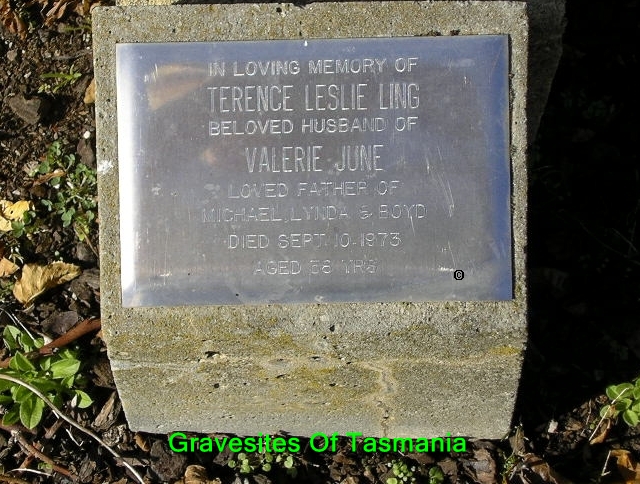 IN LOVING MEMORY OF
TERENCE LESLIE LING
BELOVED HUSBAND OF
VALERIE JUNE
LOVED FATHER OF
MICHAEL, LYNDA & BOYD
DIED SEPT. 10-1973
AGED YRS
©
Gravesites Of Tasmania